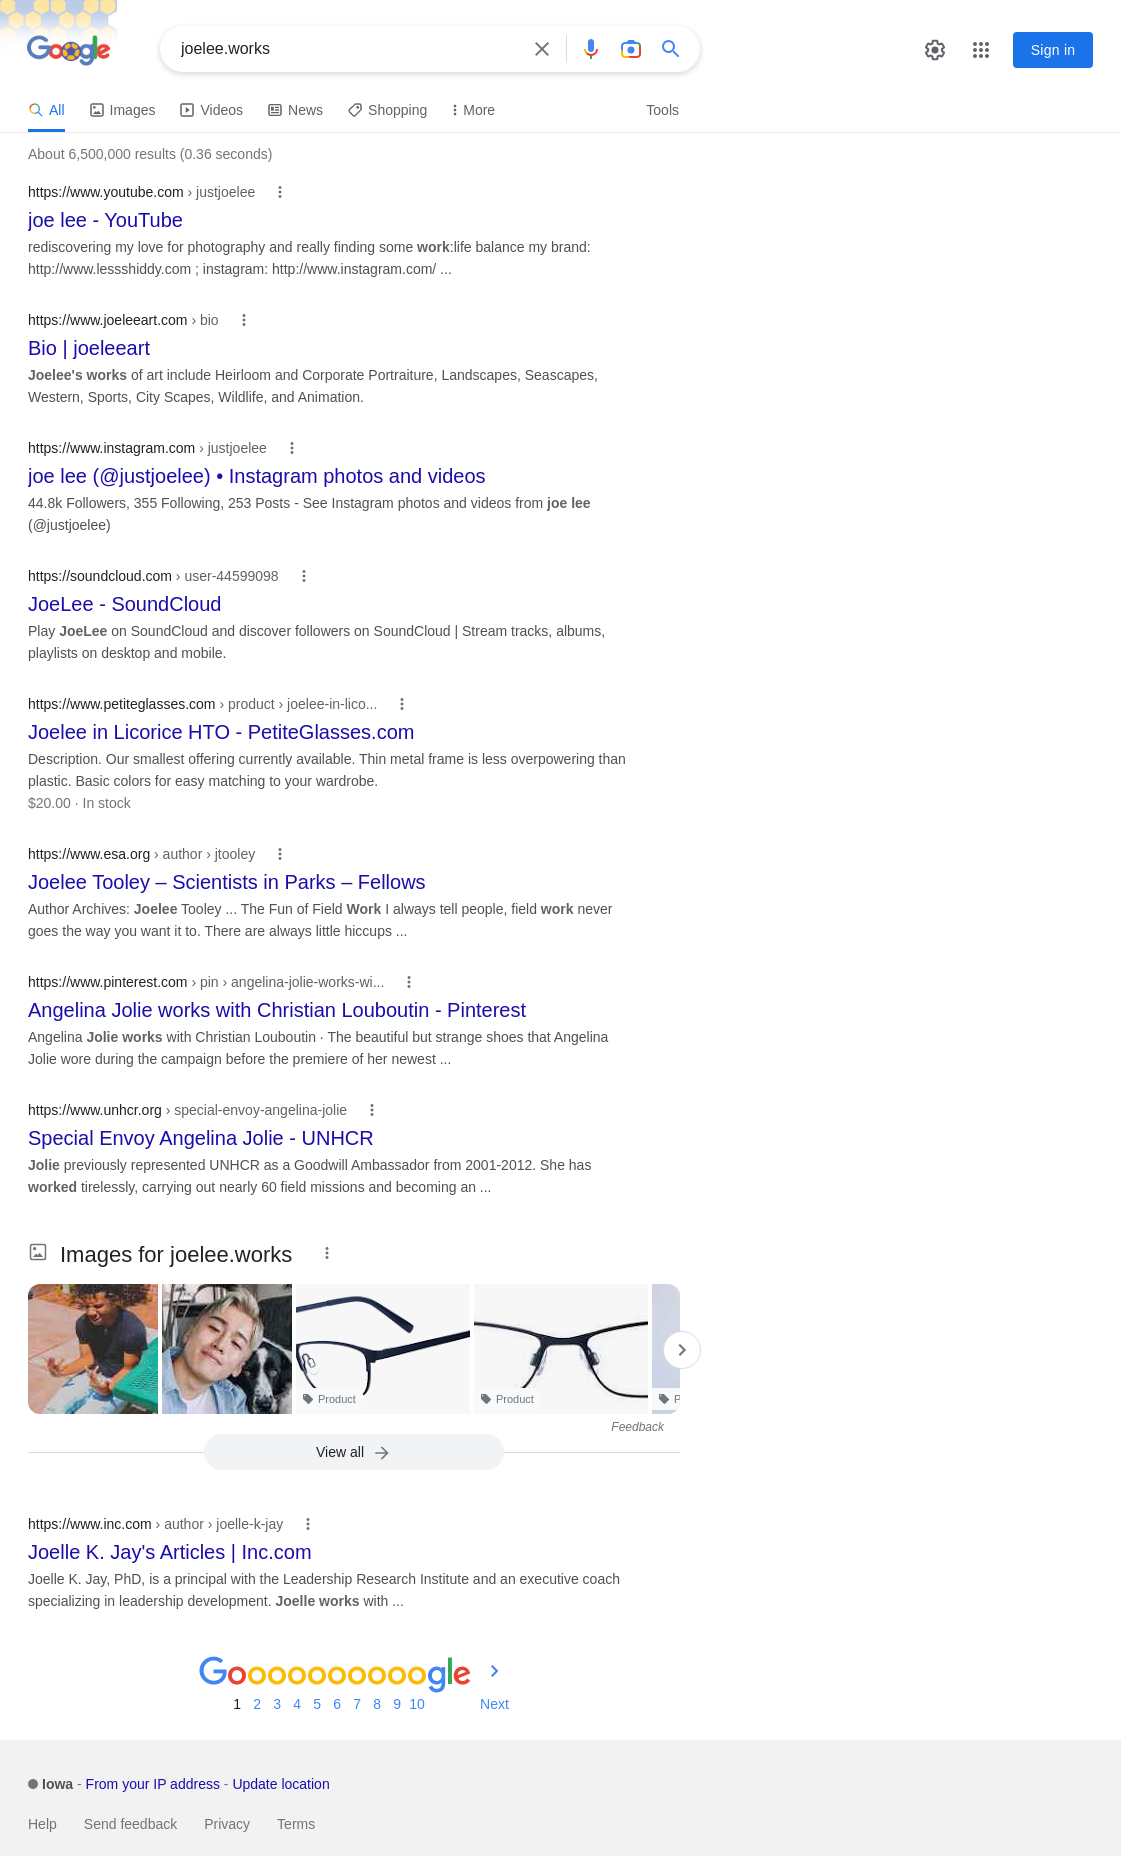 Google
joelee.works
Sign in
All
Images
Videos
News
Shopping
More
Tools
About 6,500,000 results (0.36 seconds)
https://www.youtube.com › justjoelee
joe lee - YouTube
rediscovering my love for photography and really finding some work:life balance my brand:
http://www.lessshiddy.com ; instagram: http://www.instagram.com/ ...
https://www.joeleeart.com › bio
Bio | joeleeart
Joelee's works of art include Heirloom and Corporate Portraiture, Landscapes, Seascapes,
Western, Sports, City Scapes, Wildlife, and Animation.
https://www.instagram.com › justjoelee
joe lee (@justjoelee) • Instagram photos and videos
44.8k Followers, 355 Following, 253 Posts - See Instagram photos and videos from joe lee
(@justjoelee)
https://soundcloud.com › user-44599098
JoeLee - SoundCloud
Play JoeLee on SoundCloud and discover followers on SoundCloud | Stream tracks, albums,
playlists on desktop and mobile.
https://www.petiteglasses.com › product › joelee-in-lico...
Joelee in Licorice HTO - PetiteGlasses.com
Description. Our smallest offering currently available. Thin metal frame is less overpowering than
plastic. Basic colors for easy matching to your wardrobe.
$20.00 · In stock
https://www.esa.org › author › jtooley
Joelee Tooley – Scientists in Parks – Fellows
Author Archives: Joelee Tooley ... The Fun of Field Work I always tell people, field work never
goes the way you want it to. There are always little hiccups ...
https://www.pinterest.com › pin › angelina-jolie-works-wi...
Angelina Jolie works with Christian Louboutin - Pinterest
Angelina Jolie works with Christian Louboutin · The beautiful but strange shoes that Angelina
Jolie wore during the campaign before the premiere of her newest ...
https://www.unhcr.org › special-envoy-angelina-jolie
Special Envoy Angelina Jolie - UNHCR
Jolie previously represented UNHCR as a Goodwill Ambassador from 2001-2012. She has
worked tirelessly, carrying out nearly 60 field missions and becoming an ...
Images for joelee.works
Product
Product
P
Feedback
View all
https://www.inc.com › author › joelle-k-jay
Joelle K. Jay's Articles | Inc.com
Joelle K. Jay, PhD, is a principal with the Leadership Research Institute and an executive coach
specializing in leadership development. Joelle works with ...
Goooooooooogle
1 2 3 4 5 6 7 8 9 10 Next
Iowa - From your IP address - Update location
Help Send feedback Privacy Terms